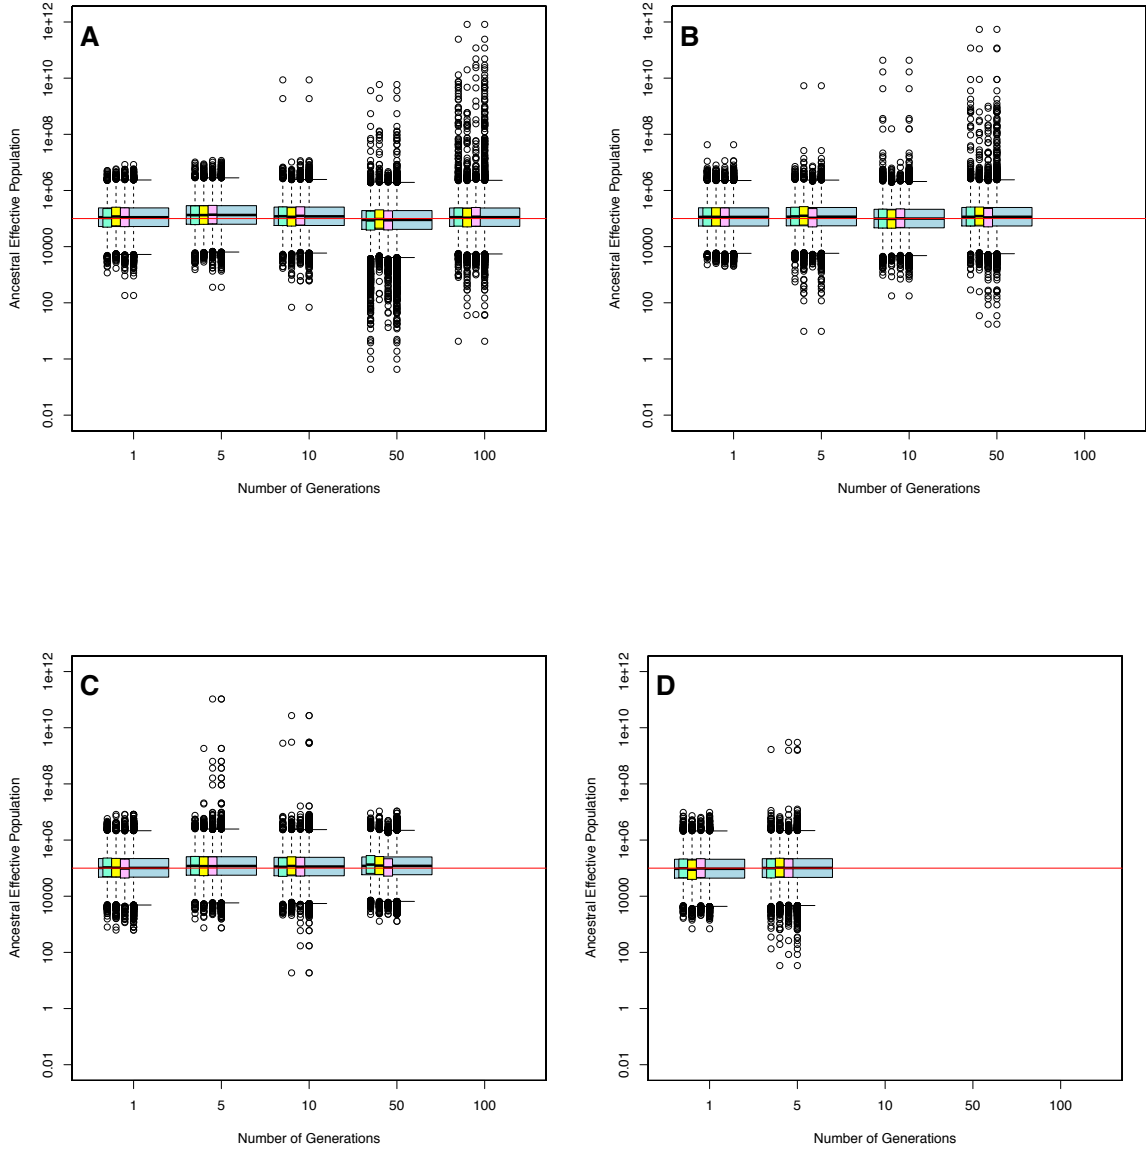 A
Ancestral Effective Population
1e+12
1e+10
1e+08
1e+06
10000
100
1
0.01
1 5 10 50 100
Number of Generations
B
Ancestral Effective Population
1e+12
1e+10
1e+08
1e+06
10000
100
1
0.01
1 5 10 50 100
Number of Generations
C
Ancestral Effective Population
1e+12
1e+10
1e+08
1e+06
10000
100
1
0.01
1 5 10 50 100
Number of Generations
D
Ancestral Effective Population
1e+12
1e+10
1e+08
1e+06
10000
100
1
0.01
1 5 10 50 100
Number of Generations